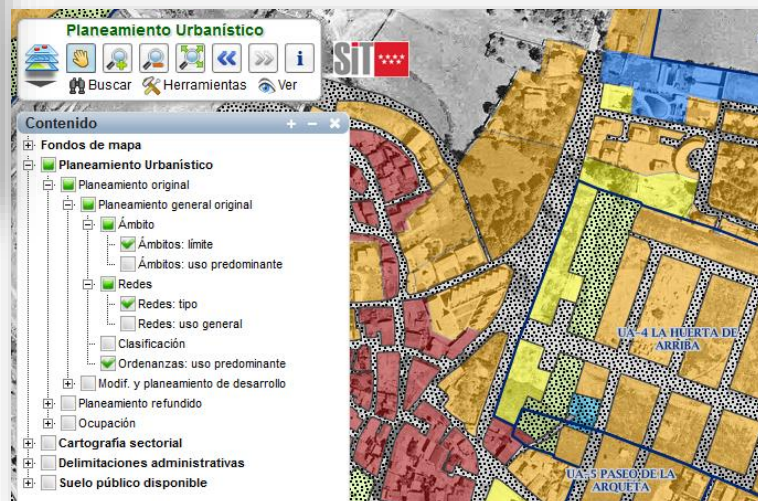 Planeamiento Urbanístico
i
Buscar Herramientas Ver
SiT
Contenido
Fondos de mapa
Planeamiento Urbanístico
Planeamiento original
Planeamiento general original
Ámbito
Ámbitos: límite
Ámbitos: uso predominante
Redes
Redes: tipo
Redes: uso general
Clasificación
Ordenanzas: uso predominante
Modif. y planeamiento de desarrollo
Planeamiento refundido
Ocupación
Cartografía sectorial
Delimitaciones administrativas
Suelo público disponible
UA-4 LA HUERTA DE
ARRIBA
UA-5 PASEO DE LA
ARQUETA